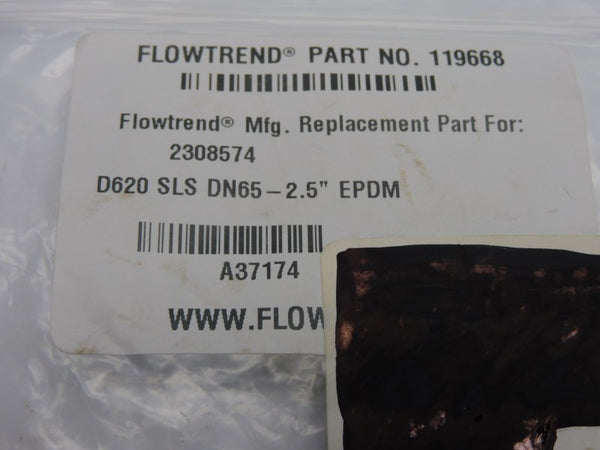 FLOWTREND® PART NO. 119668
Flowtrend® Mfg. Replacement Part For:
2308574
D620 SLS DN65-2.5" EPDM
A37174
WWW.FLOW